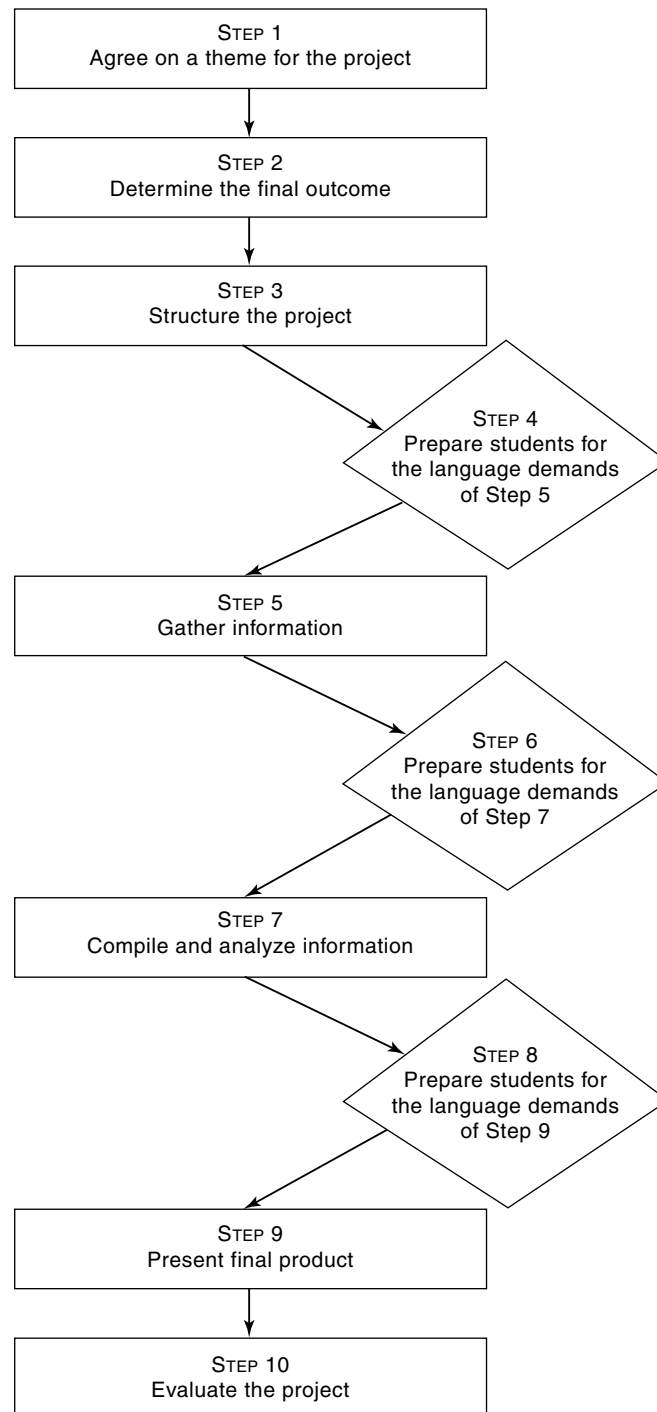 STEP 1
Agree on a theme for the project
STEP 2
Determine the final outcome
STEP 3
Structure the project
STEP 4
Prepare students for
the language demands
of Step 5
STEP 5
Gather information
STEP 6
Prepare students for
the language demands
of Step 7
STEP 7
Compile and analyze information
STEP 8
Prepare students for
the language demands
of Step 9
STEP 9
Present final product
STEP 10
Evaluate the project